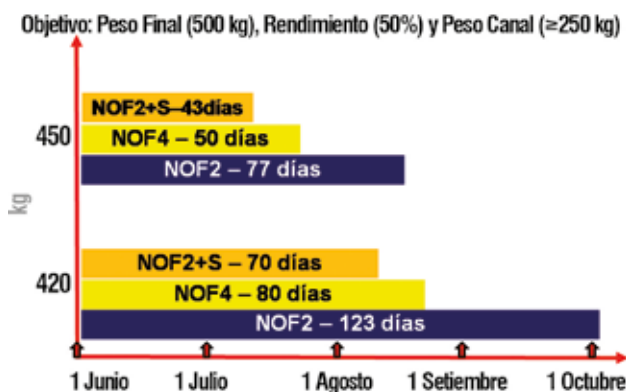 Objetivo: Peso Final (500 kg), Rendimiento (50%) y Peso Canal (≥250 kg)
NOF2+S–43días
450
NOF4 – 50 días
NOF2 – 77 días
kg
NOF2+S – 70 días
420
NOF4 – 80 días
NOF2 – 123 días
1 Junio
1 Julio
1 Agosto
1 Setiembre
1 Octubre